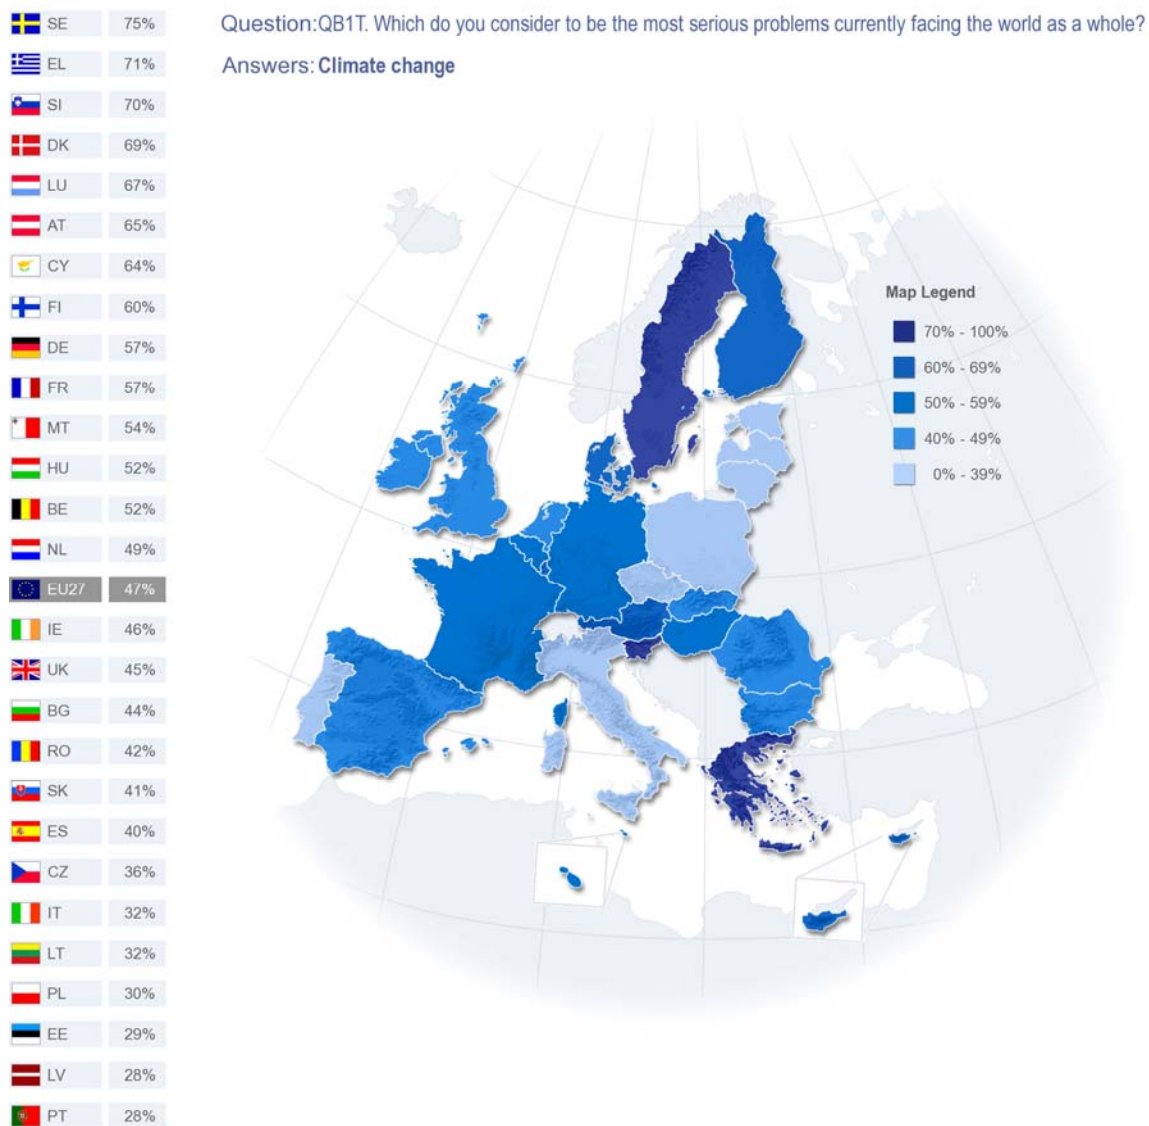 Question:QB1T. Which do you consider to be the most serious problems currently facing the world as a whole?
Answers: Climate change
SE 75%
EL 71%
SI 70%
DK 69%
LU 67%
AT 65%
CY 64%
FI 60%
DE 57%
FR 57%
MT 54%
HU 52%
BE 52%
NL 49%
EU27 47%
IE 46%
UK 45%
BG 44%
RO 42%
SK 41%
ES 40%
CZ 36%
IT 32%
LT 32%
PL 30%
EE 29%
LV 28%
PT 28%
Map Legend
70% - 100%
60% - 69%
50% - 59%
40% - 49%
0% - 39%